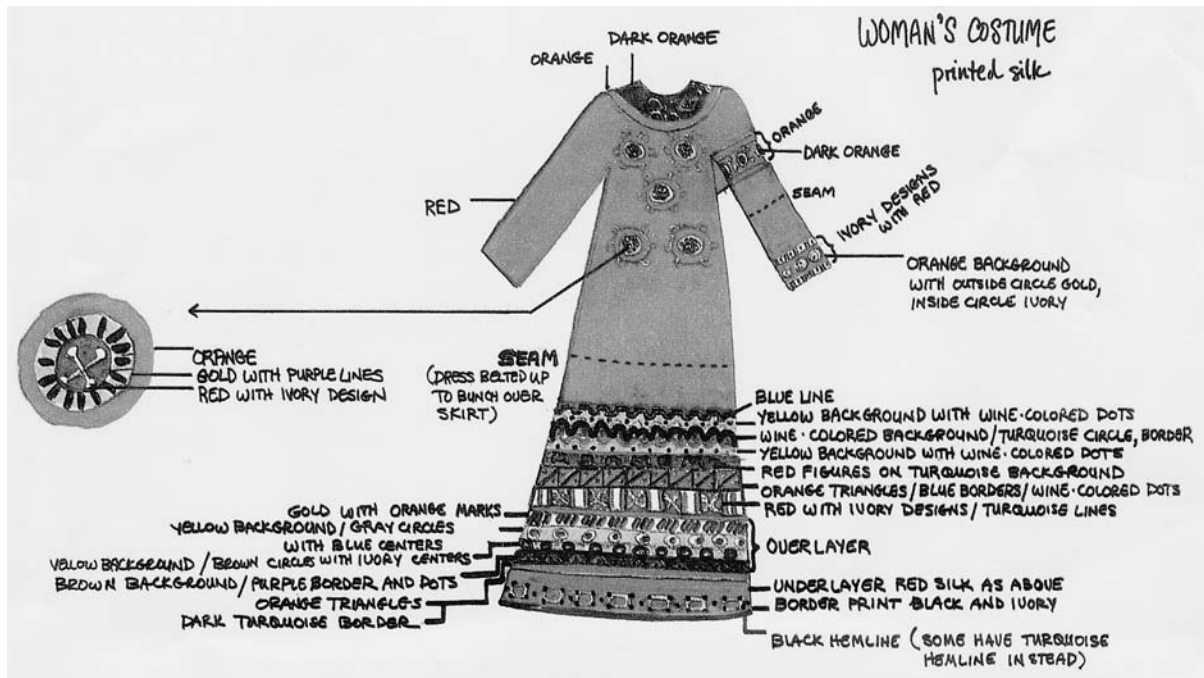 WOMAN'S COSTUME
printed silk
DARK ORANGE
ORANGE
ORANGE
DARK ORANGE
SEAM
IVORY DESIGNS
WITH RED
RED
ORANGE BACKGROUND
WITH OUTSIDE CIRCLE GOLD,
INSIDE CIRCLE IVORY
ORANGE
GOLD WITH PURPLE LINES
RED WITH IVORY DESIGN
SEAM
(DRESS BELTED UP
TO BUNCH OVER
SKIRT)
BLUE LINE
YELLOW BACKGROUND WITH WINE-COLORED DOTS
WINE-COLORED BACKGROUND/TURQUOISE CIRCLE, BORDER
YELLOW BACKGROUND WITH WINE-COLORED DOTS
RED FIGURES ON TURQUOISE BACKGROUND
ORANGE TRIANGLES/BLUE BORDERS/WINE-COLORED DOTS
RED WITH IVORY DESIGNS/TURQUOISE LINES
GOLD WITH ORANGE MARKS
YELLOW BACKGROUND/GRAY CIRCLES
WITH BLUE CENTERS
YELLOW BACKGROUND/BROWN CIRCLES WITH IVORY CENTERS
BROWN BACKGROUND/PURPLE BORDER AND DOTS
ORANGE TRIANGLES
DARK TURQUOISE BORDER
OVERLAYER
UNDERLAYER RED SILK AS ABOVE
BORDER PRINT BLACK AND IVORY
BLACK HEMLINE (SOME HAVE TURQUOISE
HEMLINE INSTEAD)